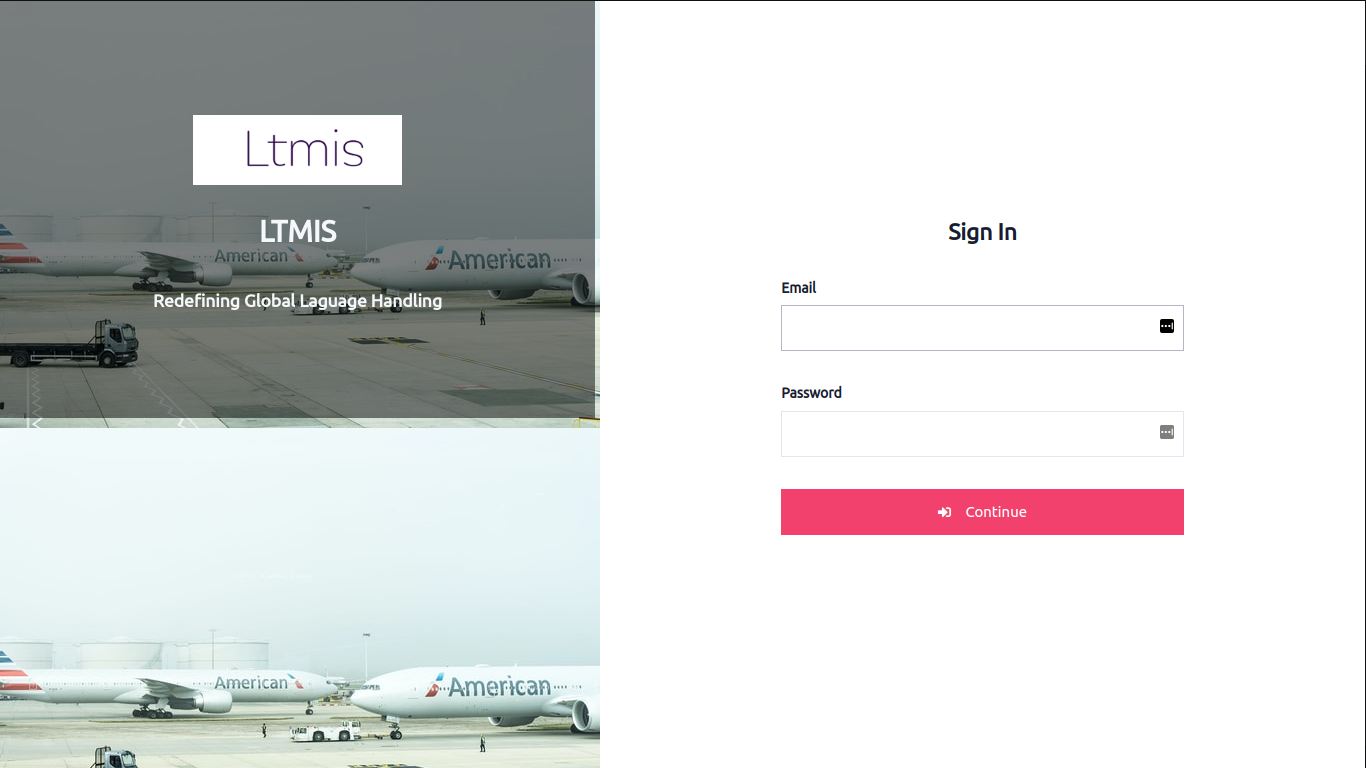 Ltmis
LTMIS
American
American
Redefining Global Laguage Handling
American
American
Sign In
Email
Password
Continue